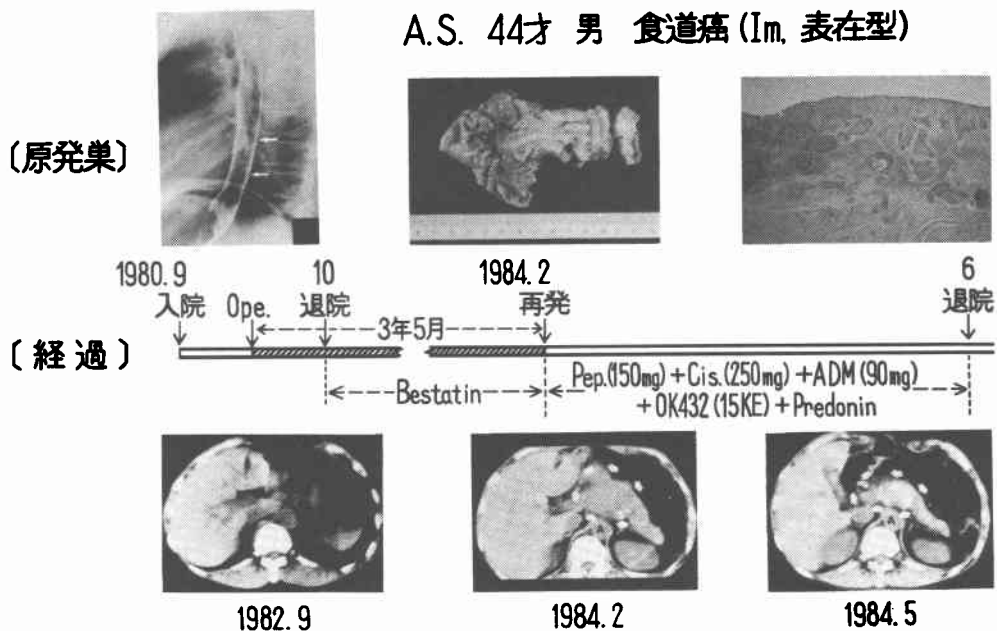 A.S. 44才 男 食道癌 (Im, 表在型)
〔原発巣〕
1980.9 10 1984.2 6
入院 Ope. 退院 再発 退院
3年5月
〔経過〕
Bestatin
Pep.(150mg)+Cis.(250mg)+ADM(90mg)
+OK432(15KE)+Predonin
1982.9 1984.2 1984.5